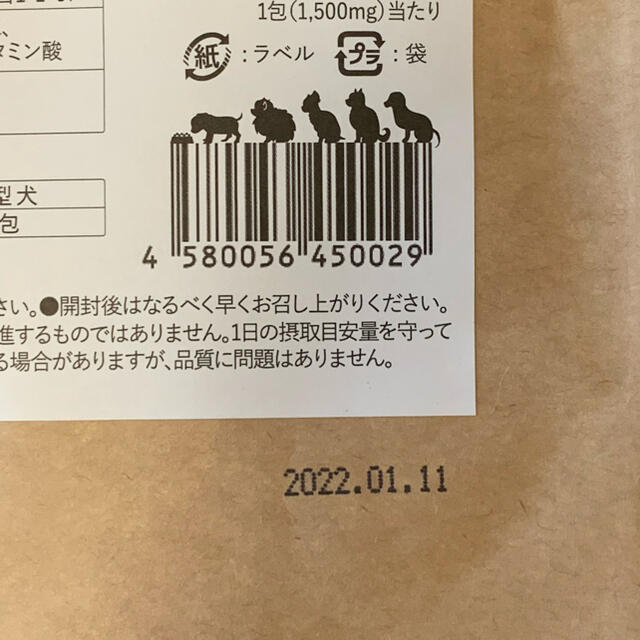 1包(1,500mg)当たり
タミン酸
紙:ラベル プラ:袋
型犬
包
4 580056 450029
さい。●開封後はなるべく早くお召し上がりください。
進するものではありません。1日の摂取目安量を守って
る場合がありますが、品質に問題はありません。
2022.01.11